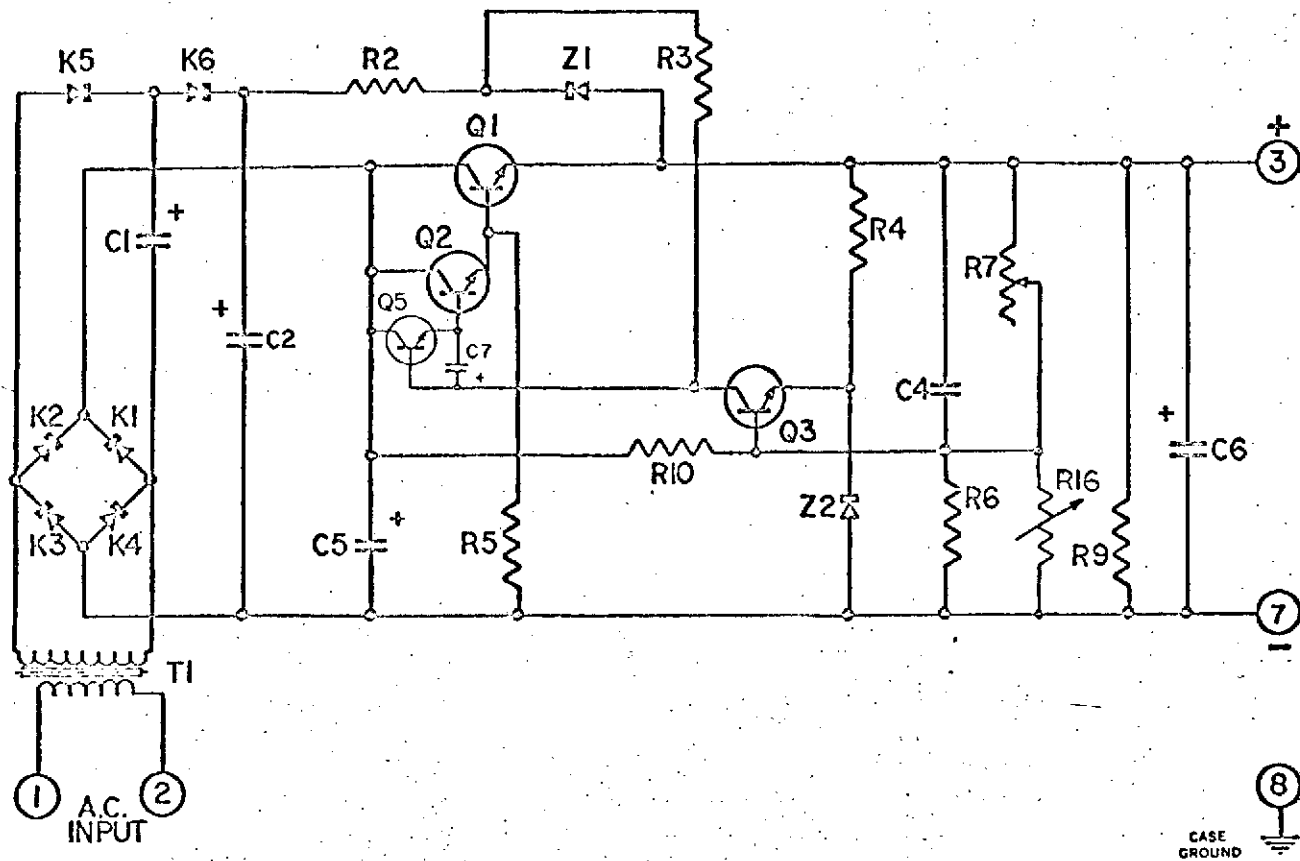 K5
K6
R2
Z1
R3
Q1
+
3
+
C1
Q2
R4
R7
Q5
+
C2
C7
+
C4
K2
K1
Q3
+
C6
R10
R16
K3
K4
+
C5
R5
Z2
R6
R9
7
−
T1
1
A.C.
INPUT
2
8
CASE
GROUND